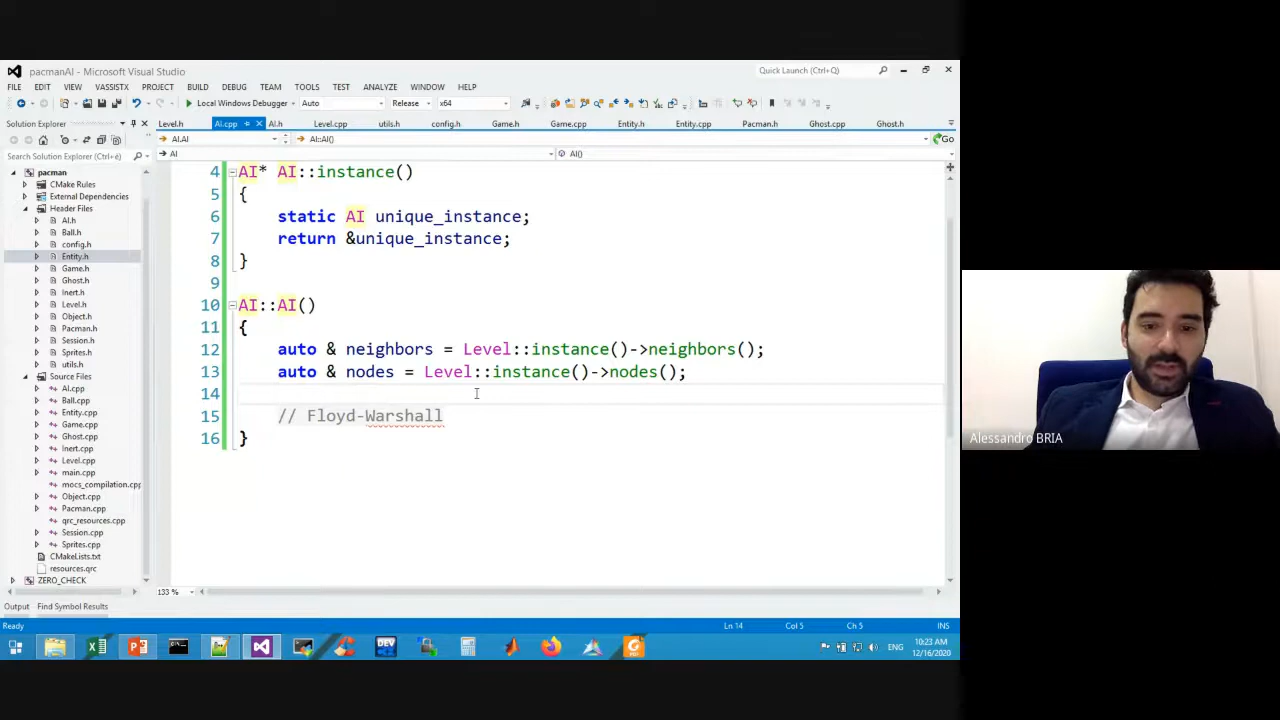 pacmanAI - Microsoft Visual Studio
Quick Launch (Ctrl+Q)
FILE EDIT VIEW VASSISTX PROJECT BUILD DEBUG TEAM TOOLS TEST ANALYZE WINDOW HELP
Local Windows Debugger Auto Release x64
Solution Explorer
Level.h AI.cpp AI.h Level.cpp utils.h config.h Game.h Game.cpp Entity.h Entity.cpp Pacman.h Ghost.cpp Ghost.h
AI.AI AI::AI() Go
Search Solution Explorer (Ctrl+è)
AI AI()
pacman
CMake Rules
External Dependencies
Header Files
AI.h
Ball.h
config.h
Entity.h
Game.h
Ghost.h
Inert.h
Level.h
Object.h
Pacman.h
Session.h
Sprites.h
utils.h
Source Files
AI.cpp
Ball.cpp
Entity.cpp
Game.cpp
Ghost.cpp
Inert.cpp
Level.cpp
main.cpp
mocs_compilation.cpp
Object.cpp
Pacman.cpp
qrc_resources.cpp
Session.cpp
Sprites.cpp
CMakeLists.txt
resources.qrc
ZERO_CHECK
4 AI* AI::instance()
5 {
6 static AI unique_instance;
7 return &unique_instance;
8 }
9
10 AI::AI()
11 {
12 auto & neighbors = Level::instance()->neighbors();
13 auto & nodes = Level::instance()->nodes();
14
15 // Floyd-Warshall
16 }
133 %
Output Find Symbol Results
Ready Ln 14 Col 5 Ch 5 INS
DEV
ENG
10:23 AM
12/16/2020
Alessandro BRIA